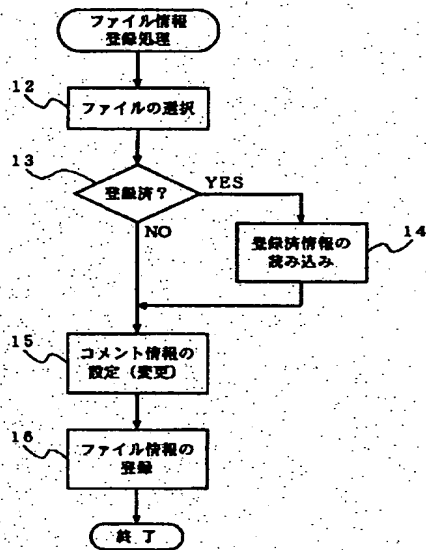 ファイル情報
登録処理
12
ファイルの選択
13
登録済？
YES
NO
登録済情報の
読み込み
14
15
コメント情報の
設定（変更）
16
ファイル情報の
登録
終了